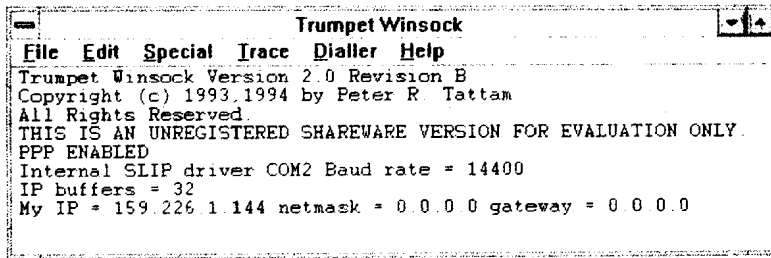 Trumpet Winsock
File Edit Special Trace Dialler Help
Trumpet Winsock Version 2.0 Revision B
Copyright (c) 1993,1994 by Peter R. Tattam
All Rights Reserved.
THIS IS AN UNREGISTERED SHAREWARE VERSION FOR EVALUATION ONLY.
PPP ENABLED
Internal SLIP driver COM2 Baud rate = 14400
IP buffers = 32
My IP = 159.226.1.144 netmask = 0.0.0.0 gateway = 0.0.0.0